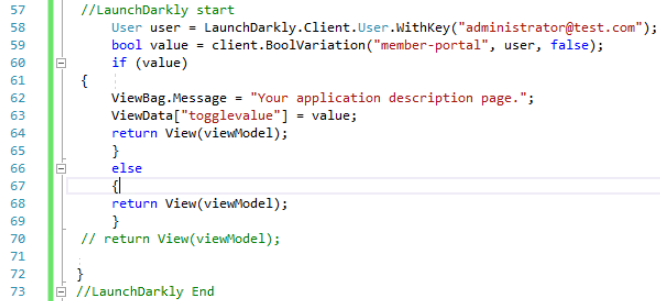 57 //LaunchDarkly start
58 User user = LaunchDarkly.Client.User.WithKey("administrator@test.com");
59 bool value = client.BoolVariation("member-portal", user, false);
60 if (value)
61 {
62 ViewBag.Message = "Your application description page.";
63 ViewData["togglevalue"] = value;
64 return View(viewModel);
65 }
66 else
67 {
68 return View(viewModel);
69 }
70 // return View(viewModel);
71
72 }
73 //LaunchDarkly End